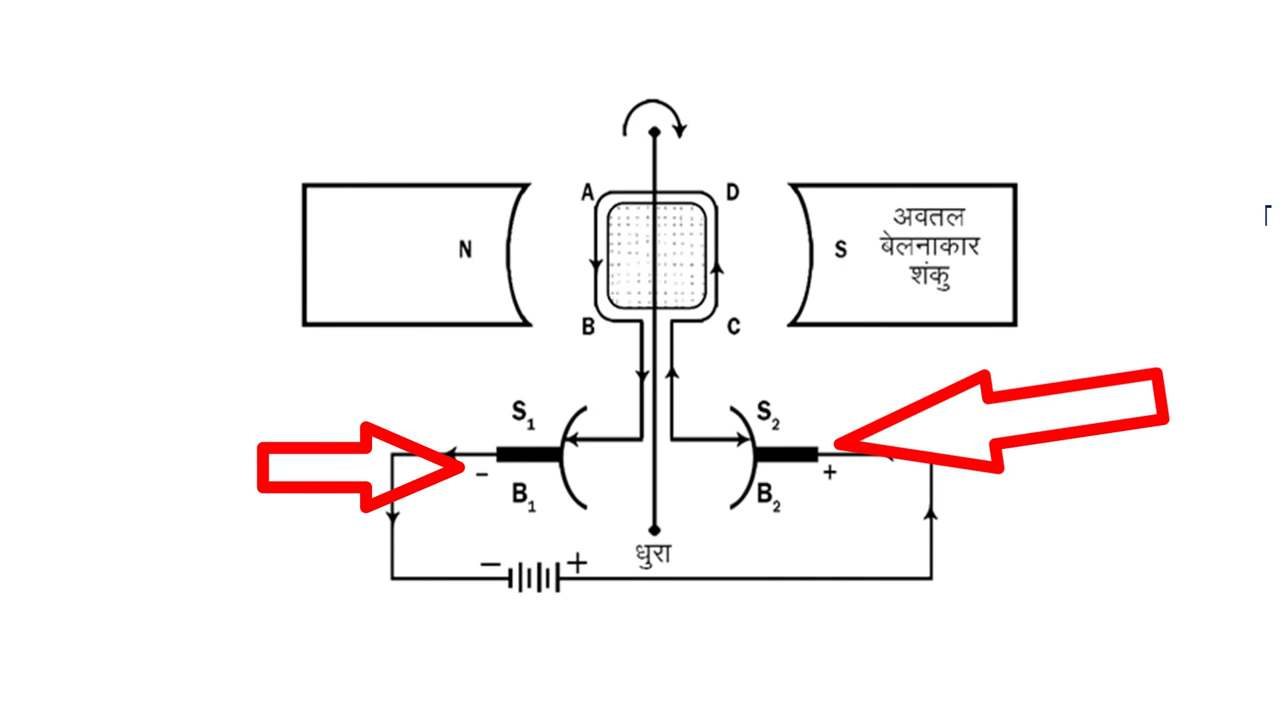 A D
N S
अवतल
बेलनाकार
शंकु
B C
S1 S2
− +
B1 B2
धुरा
− +